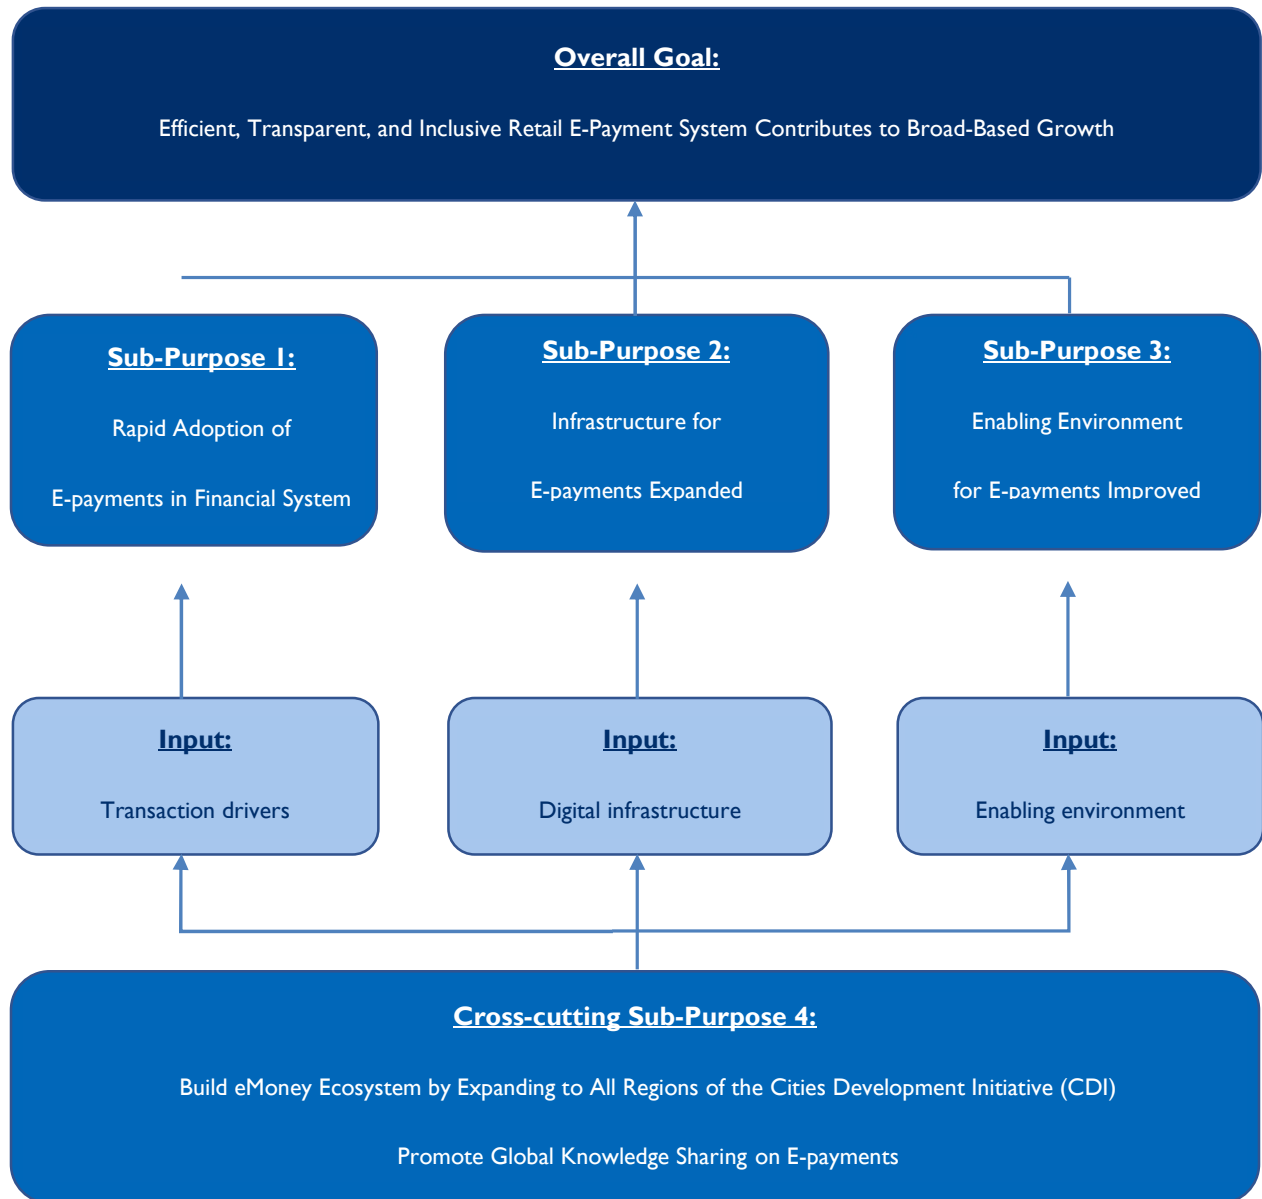 Overall Goal:
Efficient, Transparent, and Inclusive Retail E-Payment System Contributes to Broad-Based Growth
Sub-Purpose 1:
Rapid Adoption of
E-payments in Financial System
Sub-Purpose 2:
Infrastructure for
E-payments Expanded
Sub-Purpose 3:
Enabling Environment
for E-payments Improved
Input:
Transaction drivers
Input:
Digital infrastructure
Input:
Enabling environment
Cross-cutting Sub-Purpose 4:
Build eMoney Ecosystem by Expanding to All Regions of the Cities Development Initiative (CDI)
Promote Global Knowledge Sharing on E-payments